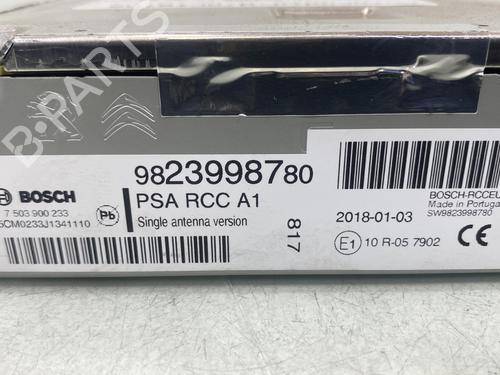 B-PARTS
BOSCH
7 503 900 233
5CM0233J1341110
Pb
9823998780
PSA RCC A1
Single antenna version
817
2018-01-03
E1 10 R-05 7902
BOSCH-RCCEU
Made in Portugal
SW9823998780
CE